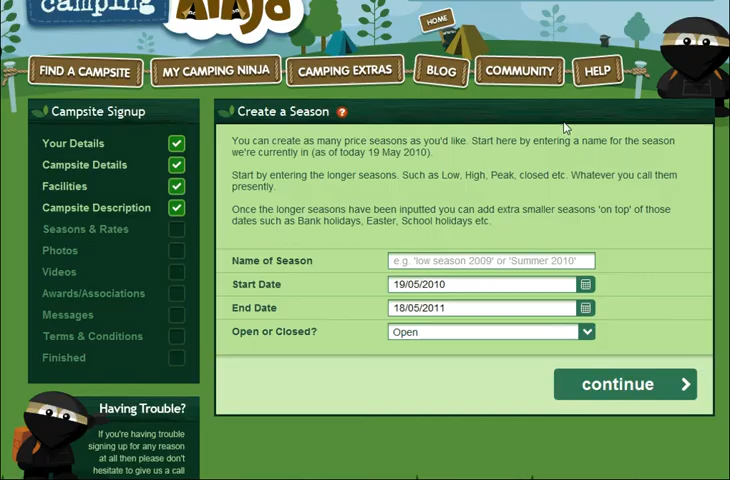 camping
Ninja
HOME
FIND A CAMPSITE
MY CAMPING NINJA
CAMPING EXTRAS
BLOG
COMMUNITY
HELP
Campsite Signup
Your Details
Campsite Details
Facilities
Campsite Description
Seasons & Rates
Photos
Videos
Awards/Associations
Messages
Terms & Conditions
Finished
Having Trouble?
If you're having trouble
signing up for any reason
at all then please don't
hesitate to give us a call
Create a Season ?
You can create as many price seasons as you'd like. Start here by entering a name for the season
we're currently in (as of today 19 May 2010).
Start by entering the longer seasons. Such as Low, High, Peak, closed etc. Whatever you call them
presently.
Once the longer seasons have been inputted you can add extra smaller seasons 'on top' of those
dates such as Bank holidays, Easter, School holidays etc.
Name of Season e.g. 'low season 2009' or 'Summer 2010'
Start Date 19/05/2010
End Date 18/05/2011
Open or Closed? Open
continue